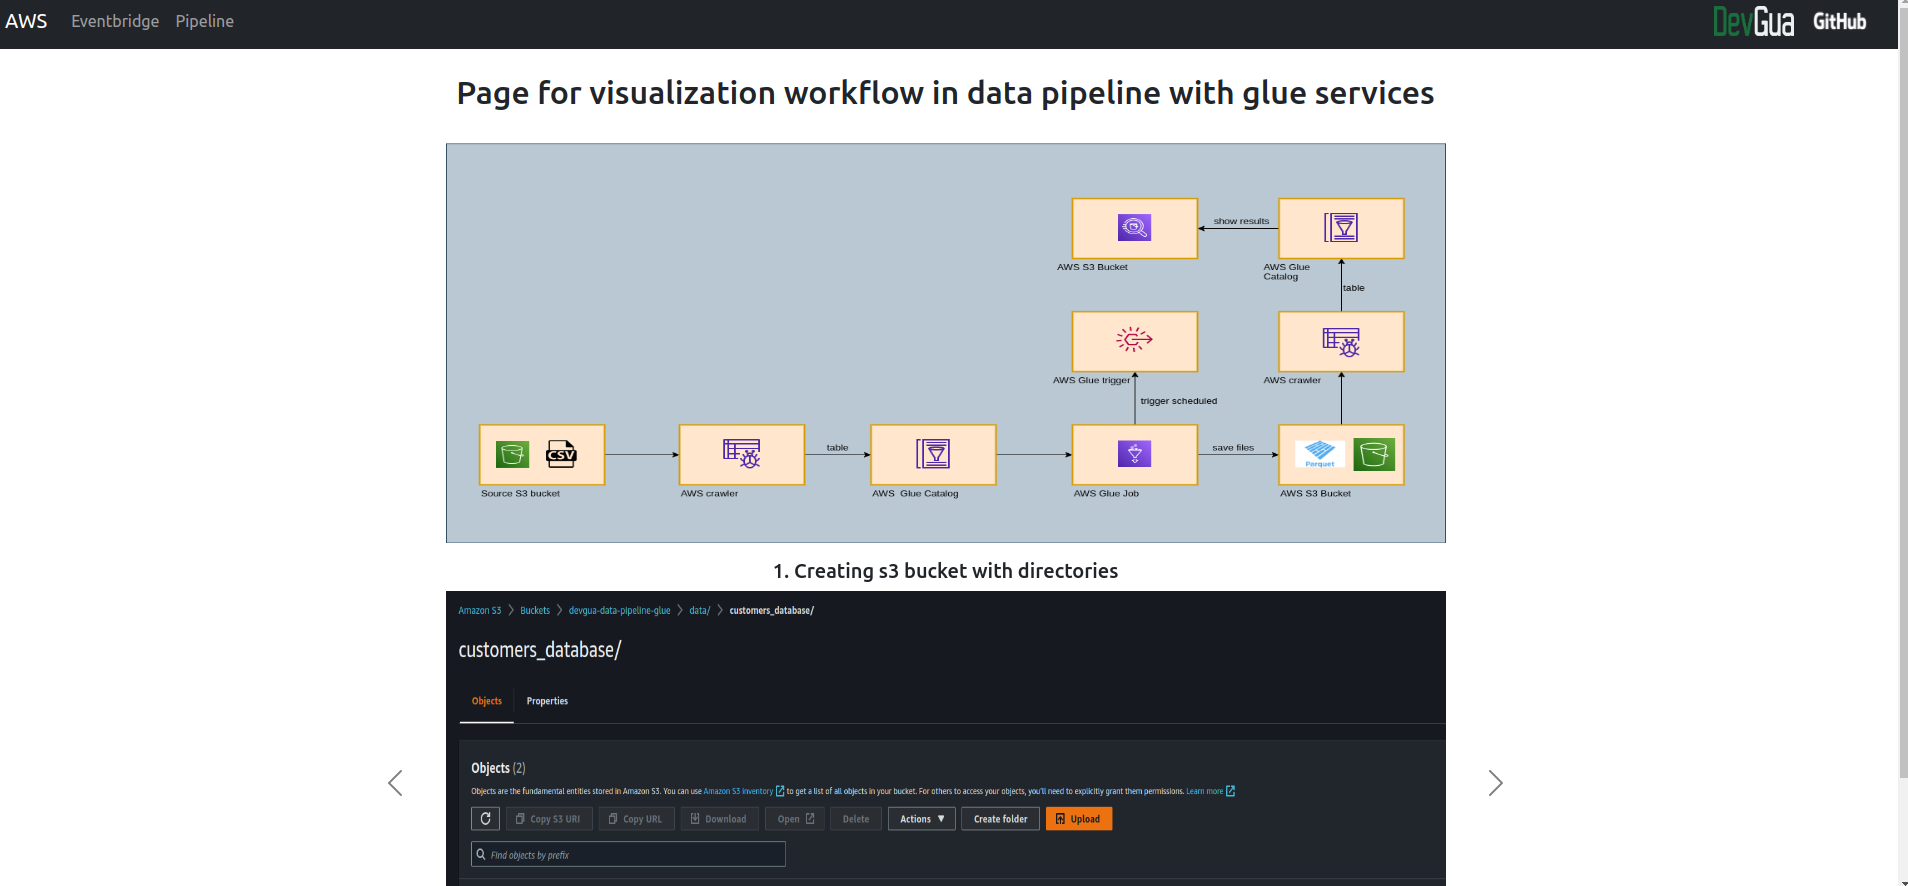 AWS Eventbridge Pipeline DevGua GitHub
Page for visualization workflow in data pipeline with glue services
show results
AWS S3 Bucket
AWS Glue
Catalog
table
AWS Glue trigger
AWS crawler
trigger scheduled
CSV
table
save files
Parquet
Source S3 bucket
AWS crawler
AWS  Glue Catalog
AWS Glue Job
AWS S3 Bucket
1. Creating s3 bucket with directories
Amazon S3 > Buckets > devgua-data-pipeline-glue > data/ > customers_database/
customers_database/
Objects Properties
Objects (2)
Objects are the fundamental entities stored in Amazon S3. You can use Amazon S3 inventory to get a list of all objects in your bucket. For others to access your objects, you'll need to explicitly grant them permissions. Learn more
Copy S3 URI Copy URL Download Open Delete Actions Create folder Upload
Find objects by prefix